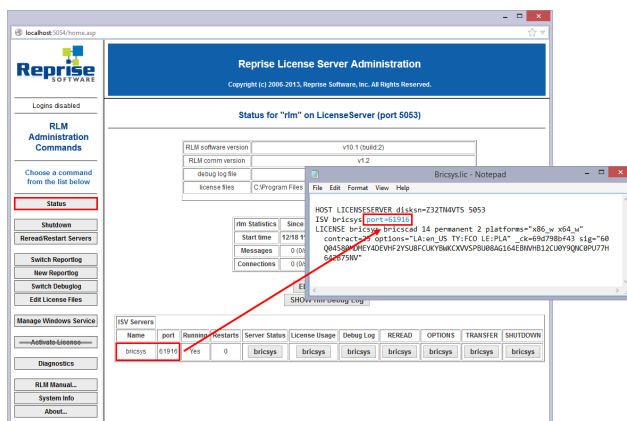 localhost:5054/home.asp
Reprise
SOFTWARE
Logins disabled
RLM
Administration
Commands
Choose a command
from the list below
Status
Shutdown
Reread/Restart Servers
Switch Reportlog
New Reportlog
Switch Debuglog
Edit License Files
Manage Windows Service
Activate License
Diagnostics
RLM Manual...
System Info
About...
Reprise License Server Administration
Copyright (c) 2006-2013, Reprise Software, Inc. All Rights Reserved.
Status for "rlm" on LicenseServer (port 5053)
RLM software version v10.1 (build:2)
RLM comm version v1.2
debug log file
license files C:\Program Files
rlm Statistics Since
Start time 12/18 1
Messages 0 (0/
Connections 0 (0/
SHOW rlm Debug Log
ISV Servers
Name port Running Restarts Server Status License Usage Debug Log REREAD OPTIONS TRANSFER SHUTDOWN
bricsys 61916 Yes 0 bricsys bricsys bricsys bricsys bricsys bricsys bricsys
Bricsys.lic - Notepad
File Edit Format View Help
HOST LICENSESERVER disksn=Z32TN4VTS 5053
ISV bricsys port=61916
LICENSE bricsys bricscad 14 permanent 2 platforms="x86_w x64_w"
options="LA:en_US TY:FCO LE:PLA" _ck=69d798bf43 sig="60